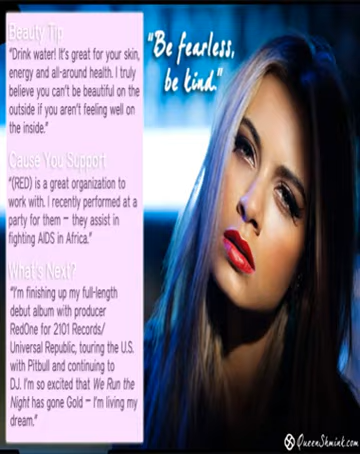 Beauty Tip
"Drink water! It's great for your skin,
energy and all-around health. I truly
believe you can't be beautiful on the
outside if you aren't feeling well on
the inside."
Cause You Support
"(RED) is a great organization to
work with. I recently performed at a
party for them – they assist in
fighting AIDS in Africa."
What's Next?
"I'm finishing up my full-length
debut album with producer
RedOne for 2101 Records/
Universal Republic, touring the U.S.
with Pitbull and continuing to
DJ. I'm so excited that We Run the
Night has gone Gold – I'm living my
dream."
"Be fearless,
be kind."
QueenShmink.com